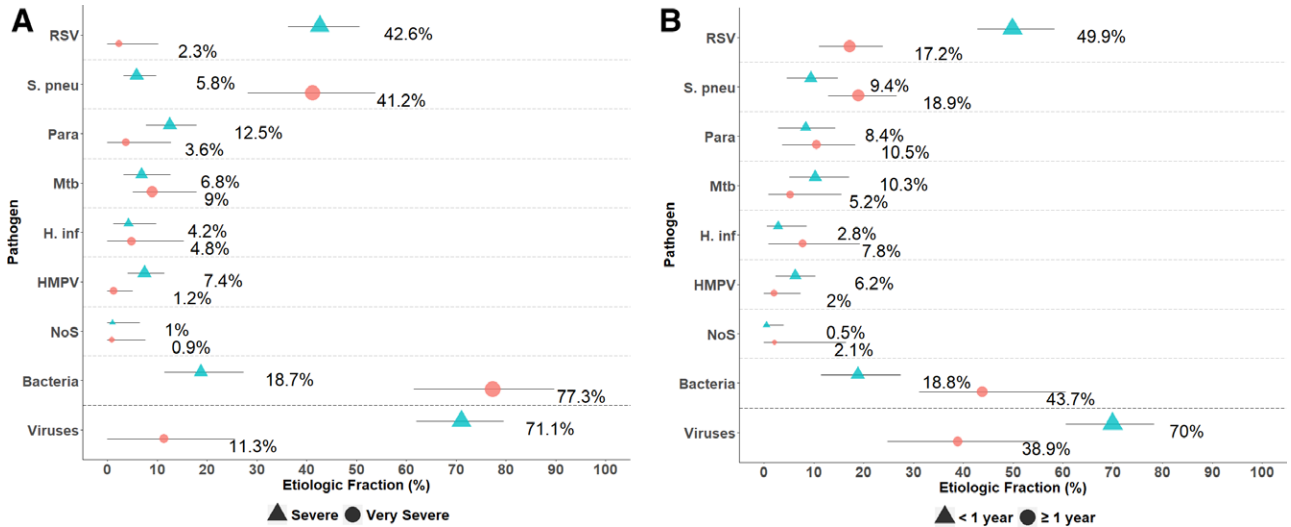 A
Pathogen
RSV
42.6%
2.3%
S. pneu
5.8%
41.2%
Para
12.5%
3.6%
Mtb
6.8%
9%
H. inf
4.2%
4.8%
HMPV
7.4%
1.2%
NoS
1%
0.9%
Bacteria
18.7%
77.3%
Viruses
71.1%
11.3%
0 10 20 30 40 50 60 70 80 90 100
Etiologic Fraction (%)
Severe Very Severe
B
Pathogen
RSV
49.9%
17.2%
S. pneu
9.4%
18.9%
Para
8.4%
10.5%
Mtb
10.3%
5.2%
H. inf
2.8%
7.8%
HMPV
6.2%
2%
NoS
0.5%
2.1%
Bacteria
18.8%
43.7%
Viruses
70%
38.9%
0 10 20 30 40 50 60 70 80 90 100
Etiologic Fraction (%)
< 1 year ≥ 1 year